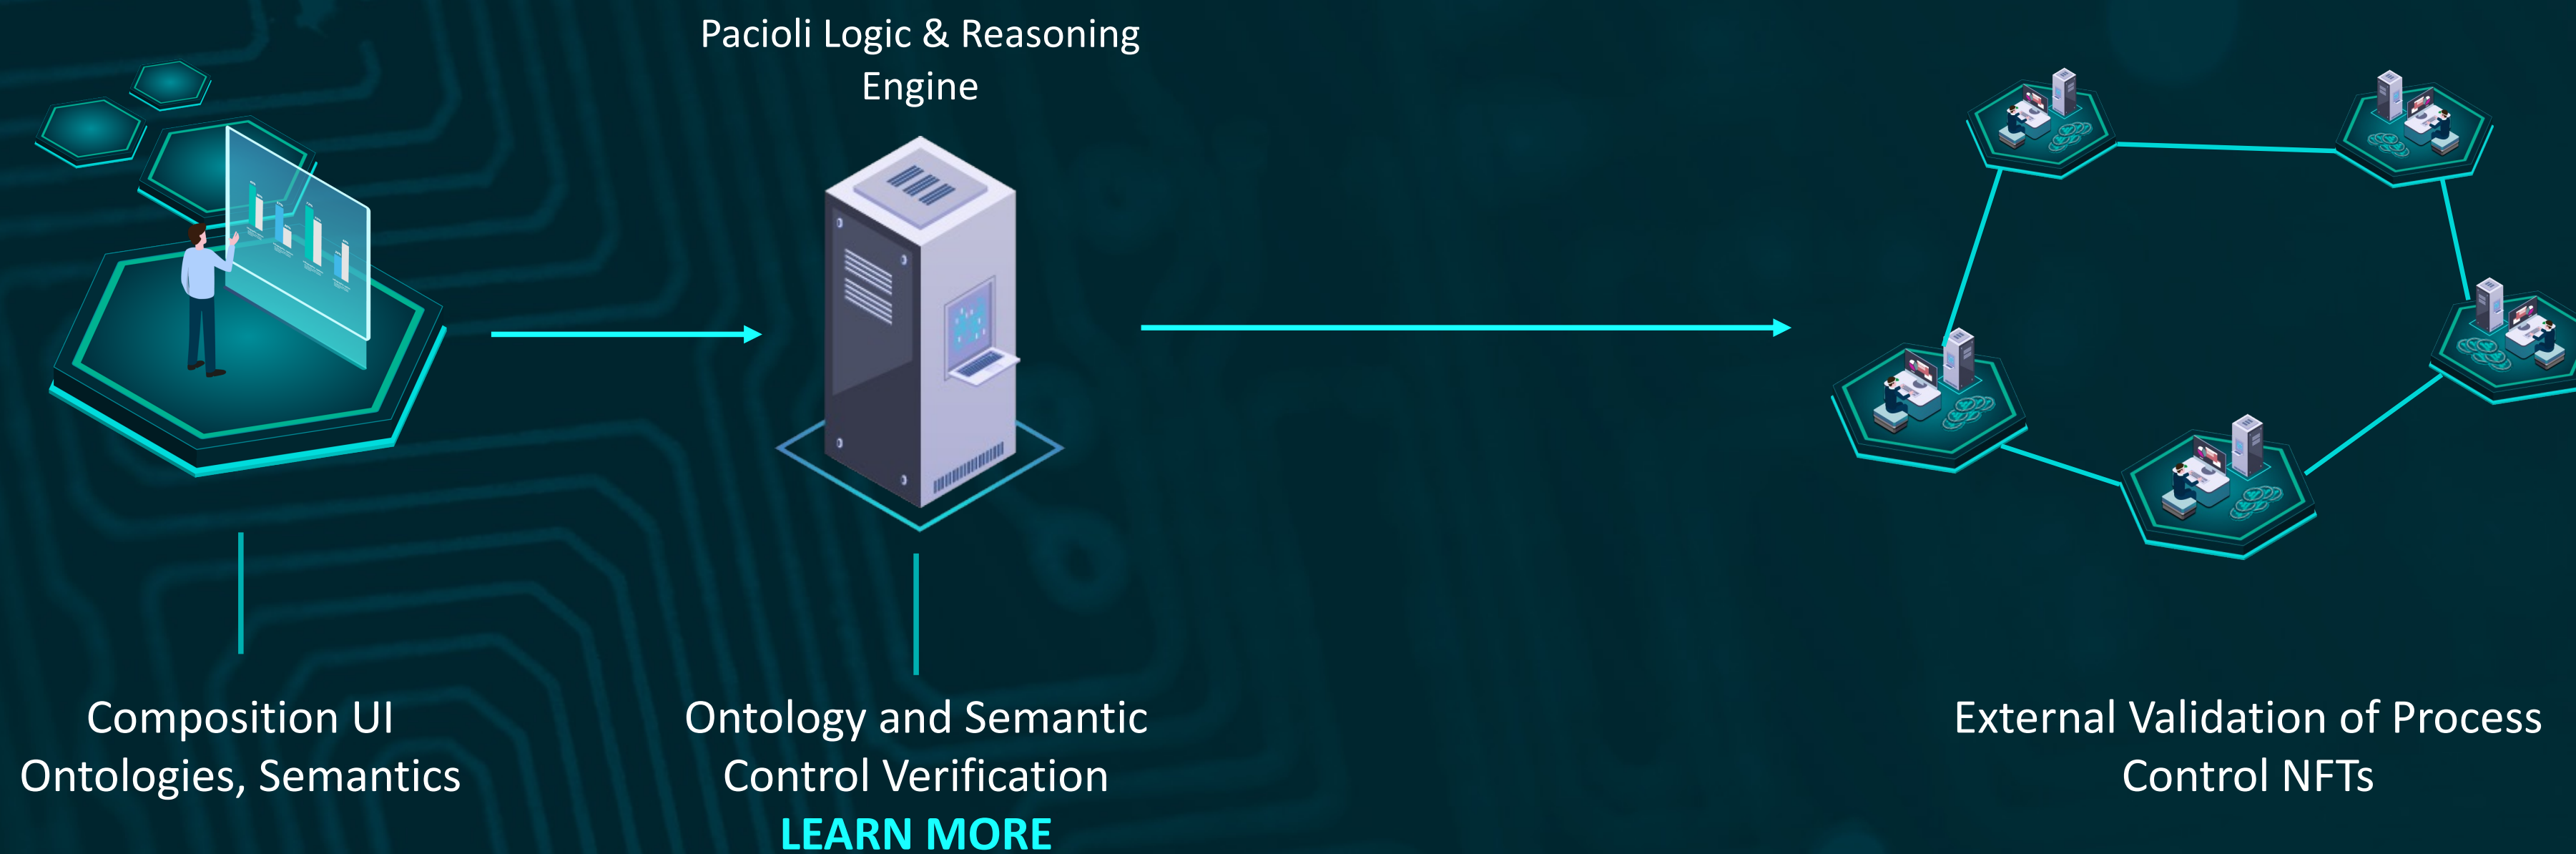 Pacioli Logic & Reasoning
Engine
Composition UI
Ontologies, Semantics
Ontology and Semantic
Control Verification
LEARN MORE
External Validation of Process
Control NFTs